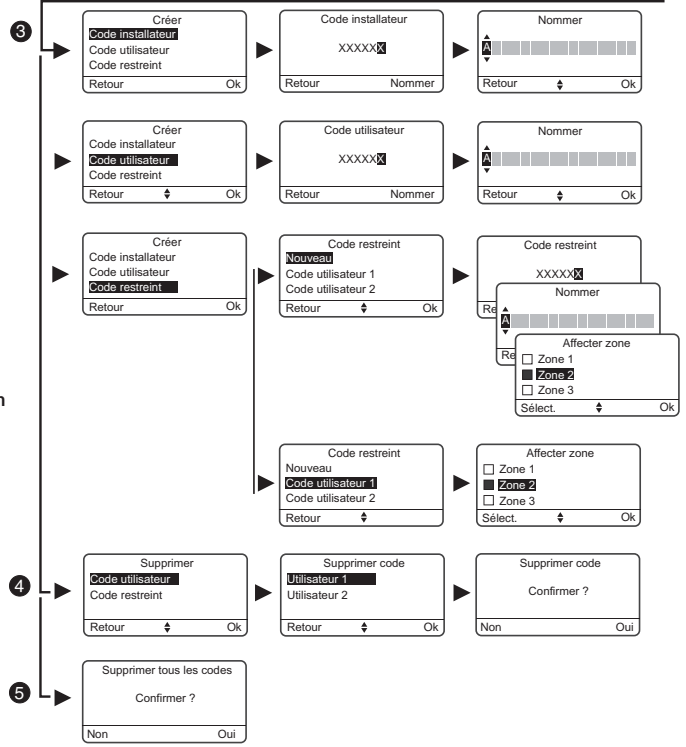 3
Créer
Code installateur
Code utilisateur
Code restreint
Retour Ok
Code installateur
XXXXXX
Retour Nommer
Nommer
A
Retour Ok
Créer
Code installateur
Code utilisateur
Code restreint
Retour Ok
Code utilisateur
XXXXXX
Retour Nommer
Nommer
A
Retour Ok
Créer
Code installateur
Code utilisateur
Code restreint
Retour Ok
Code restreint
Nouveau
Code utilisateur 1
Code utilisateur 2
Retour Ok
Code restreint
XXXXXX
Re
Nommer
A
Re
Affecter zone
Zone 1
Zone 2
Zone 3
Sélect. Ok
n
Code restreint
Nouveau
Code utilisateur 1
Code utilisateur 2
Retour
Affecter zone
Zone 1
Zone 2
Zone 3
Sélect. Ok
4
Supprimer
Code utilisateur
Code restreint
Retour Ok
Supprimer code
Utilisateur 1
Utilisateur 2
Retour Ok
Supprimer code
Confirmer ?
Non Oui
5
Supprimer tous les codes
Confirmer ?
Non Oui